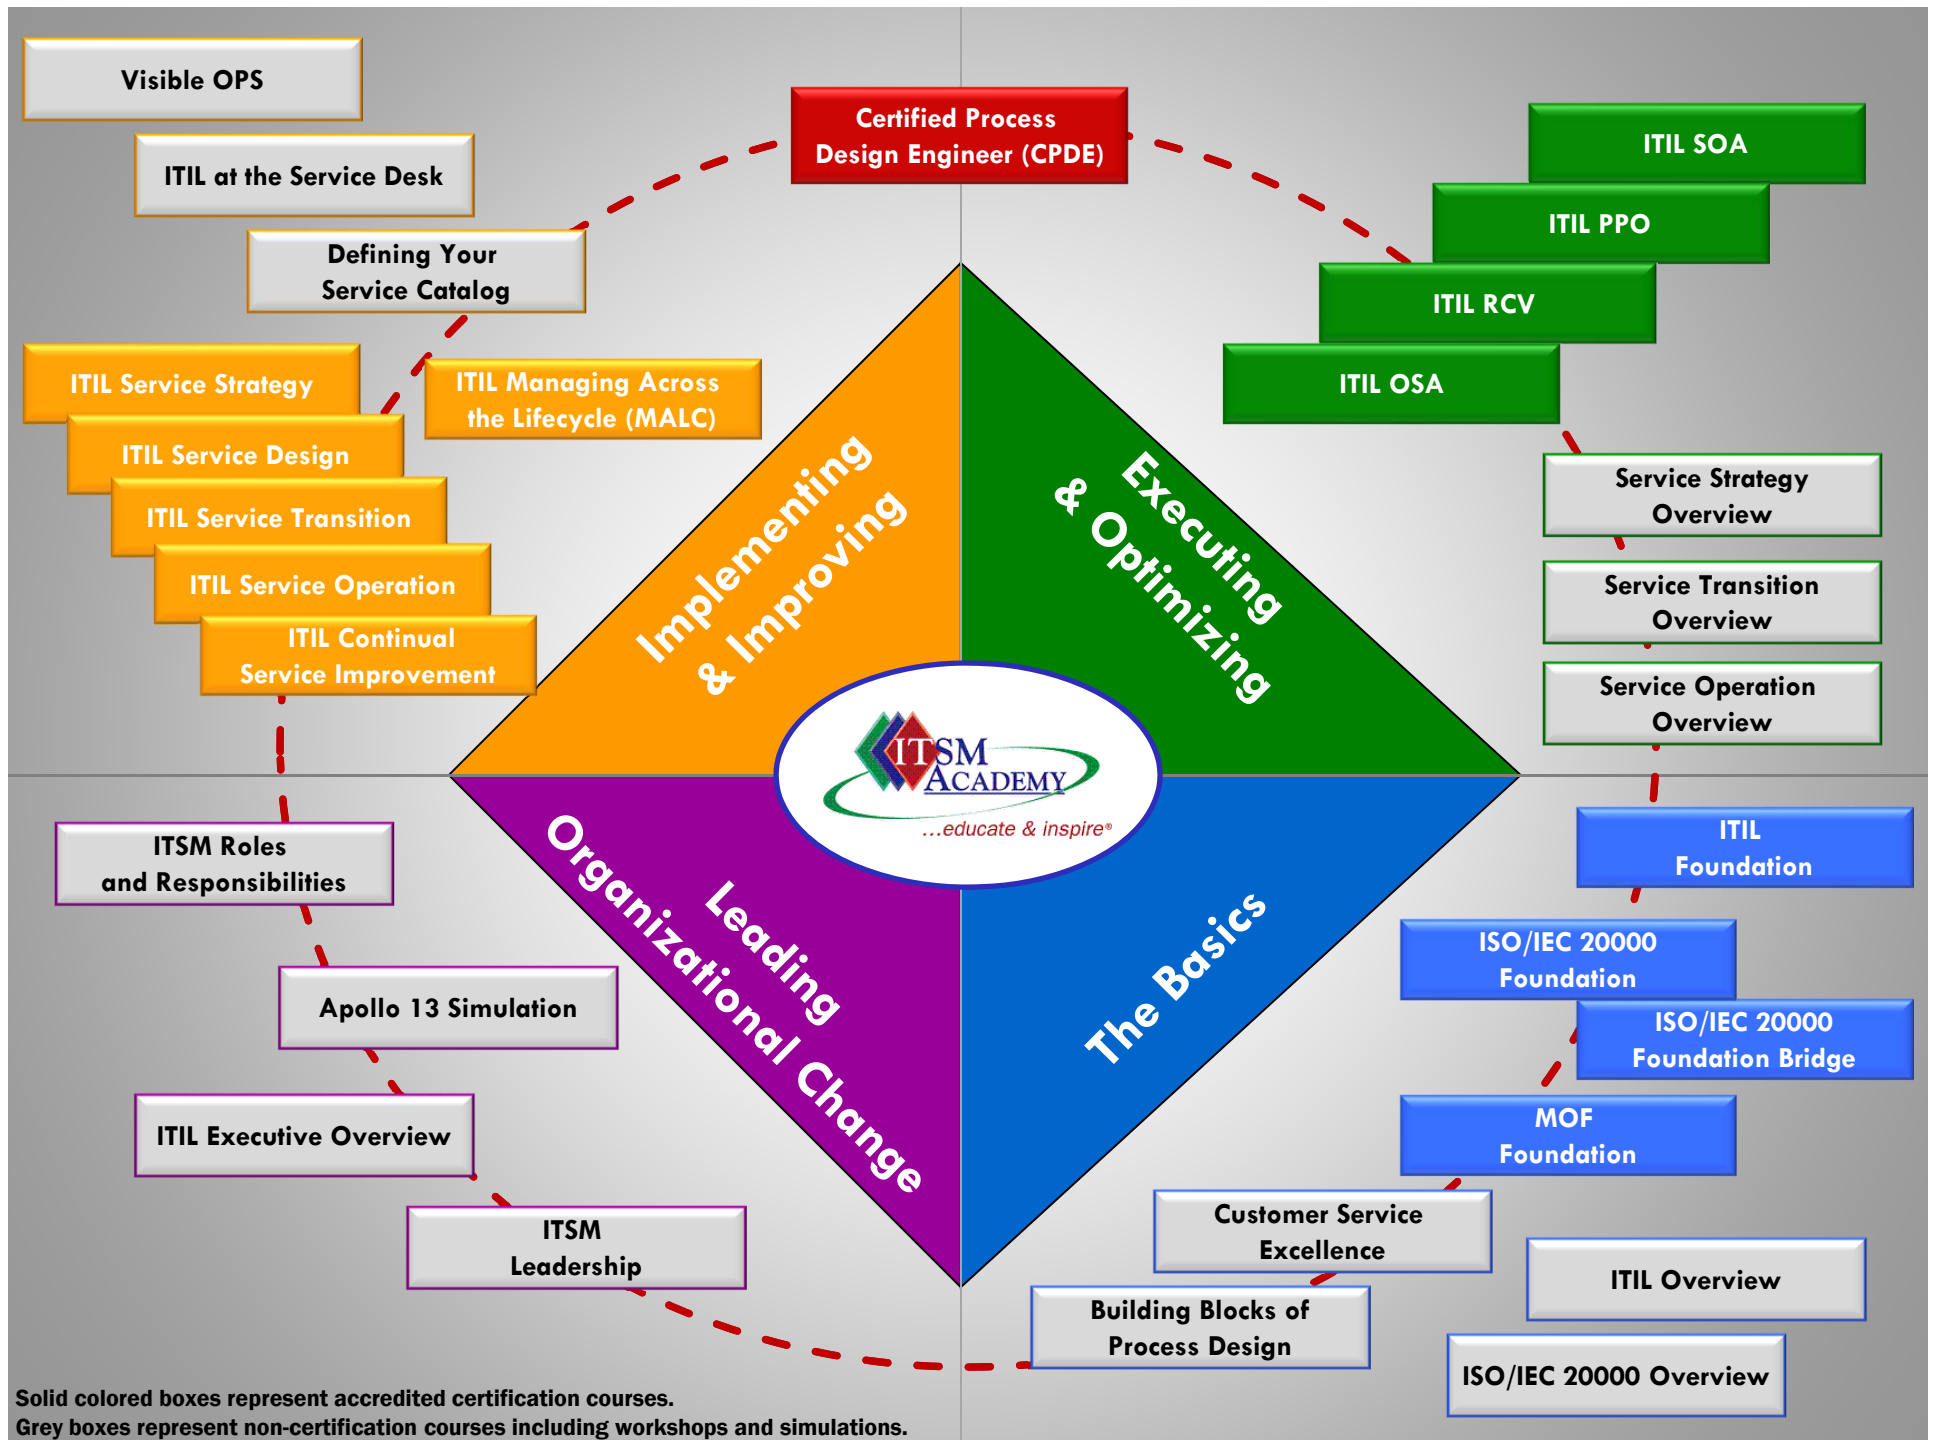 Visible OPS
ITIL at the Service Desk
Defining Your
Service Catalog
Certified Process
Design Engineer (CPDE)
ITIL SOA
ITIL PPO
ITIL RCV
ITIL OSA
ITIL Service Strategy
ITIL Service Design
ITIL Service Transition
ITIL Service Operation
ITIL Continual
Service Improvement
ITIL Managing Across
the Lifecycle (MALC)
Implementing
& Improving
Executing
& Optimizing
Service Strategy
Overview
Service Transition
Overview
Service Operation
Overview
ITSM
ACADEMY
...educate & inspire®
ITSM Roles
and Responsibilities
Apollo 13 Simulation
ITIL Executive Overview
ITSM
Leadership
Leading
Organizational Change
The Basics
ITIL
Foundation
ISO/IEC 20000
Foundation
ISO/IEC 20000
Foundation Bridge
MOF
Foundation
Customer Service
Excellence
ITIL Overview
Building Blocks of
Process Design
ISO/IEC 20000 Overview
Solid colored boxes represent accredited certification courses.
Grey boxes represent non-certification courses including workshops and simulations.